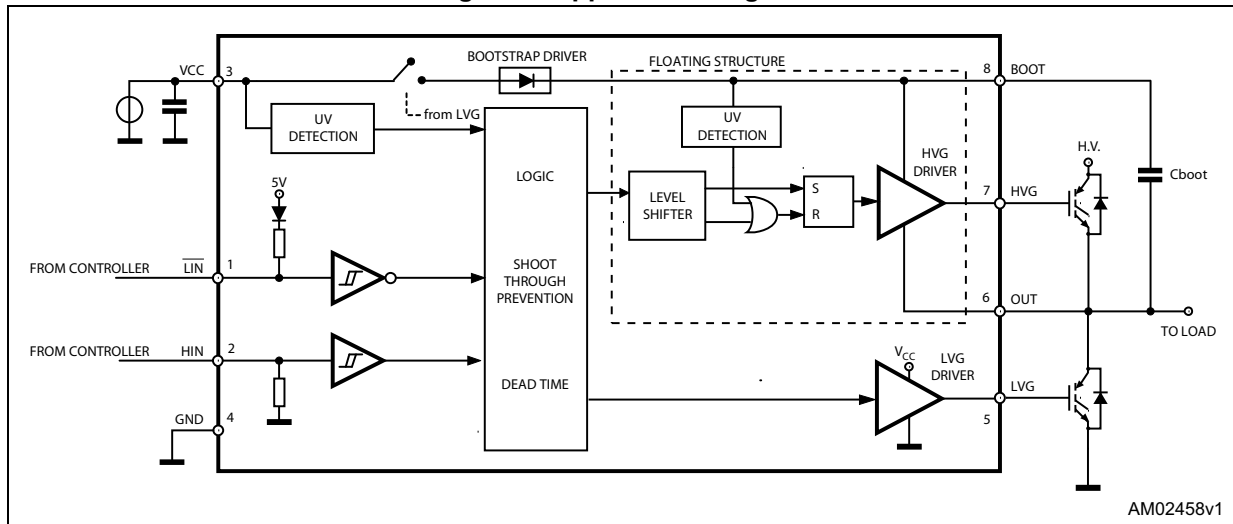 VCC
3
BOOTSTRAP DRIVER
FLOATING STRUCTURE
8
BOOT
from LVG
UV
DETECTION
UV
DETECTION
H.V.
HVG
DRIVER
Cboot
5V
LOGIC
LEVEL
SHIFTER
S
R
7
HVG
FROM CONTROLLER
LIN
1
SHOOT
THROUGH
PREVENTION
6
OUT
TO LOAD
FROM CONTROLLER
HIN
2
VCC
LVG
DRIVER
DEAD TIME
LVG
5
GND
4
AM02458v1